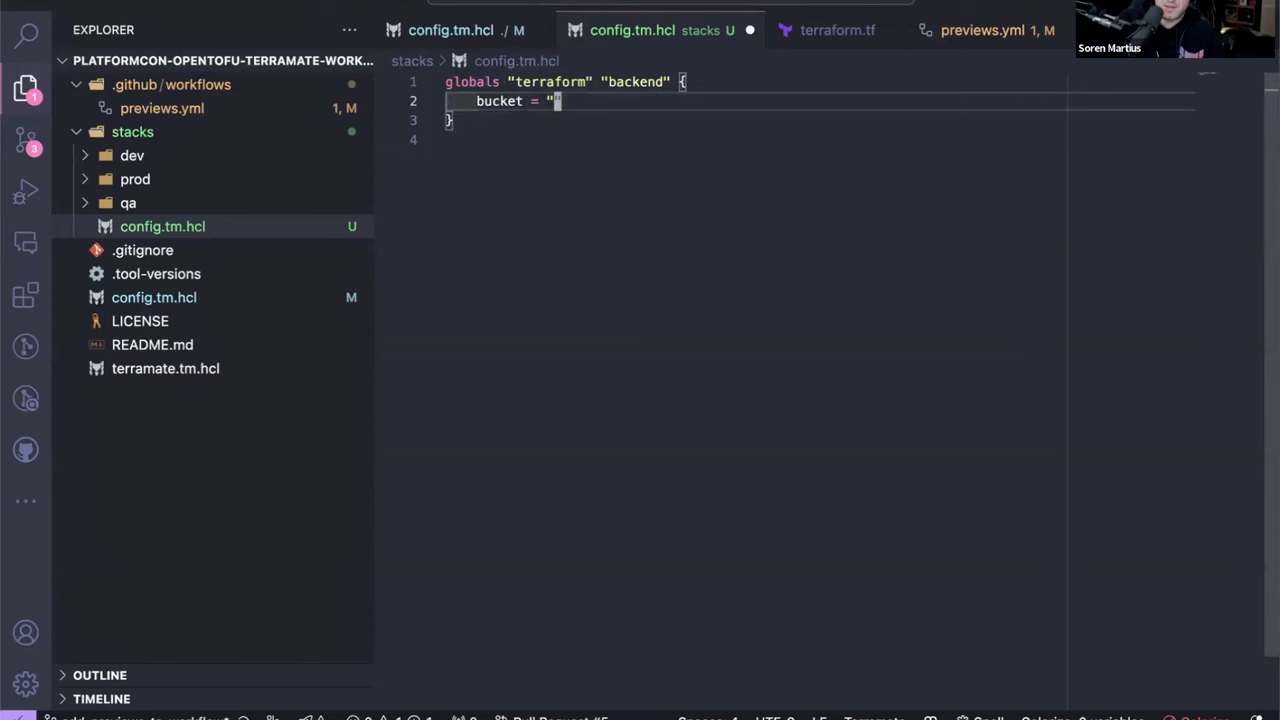 EXPLORER
PLATFORMCON-OPENTOFU-TERRAMATE-WORK...
.github/workflows
previews.yml 1, M
stacks
dev
prod
qa
config.tm.hcl U
.gitignore
.tool-versions
config.tm.hcl M
LICENSE
README.md
terramate.tm.hcl
OUTLINE
TIMELINE
1
3
config.tm.hcl ./ M
config.tm.hcl stacks U
terraform.tf
previews.yml 1, M
stacks > config.tm.hcl
1 globals "terraform" "backend" {
2 bucket = ""
3 }
4
Soren Martius